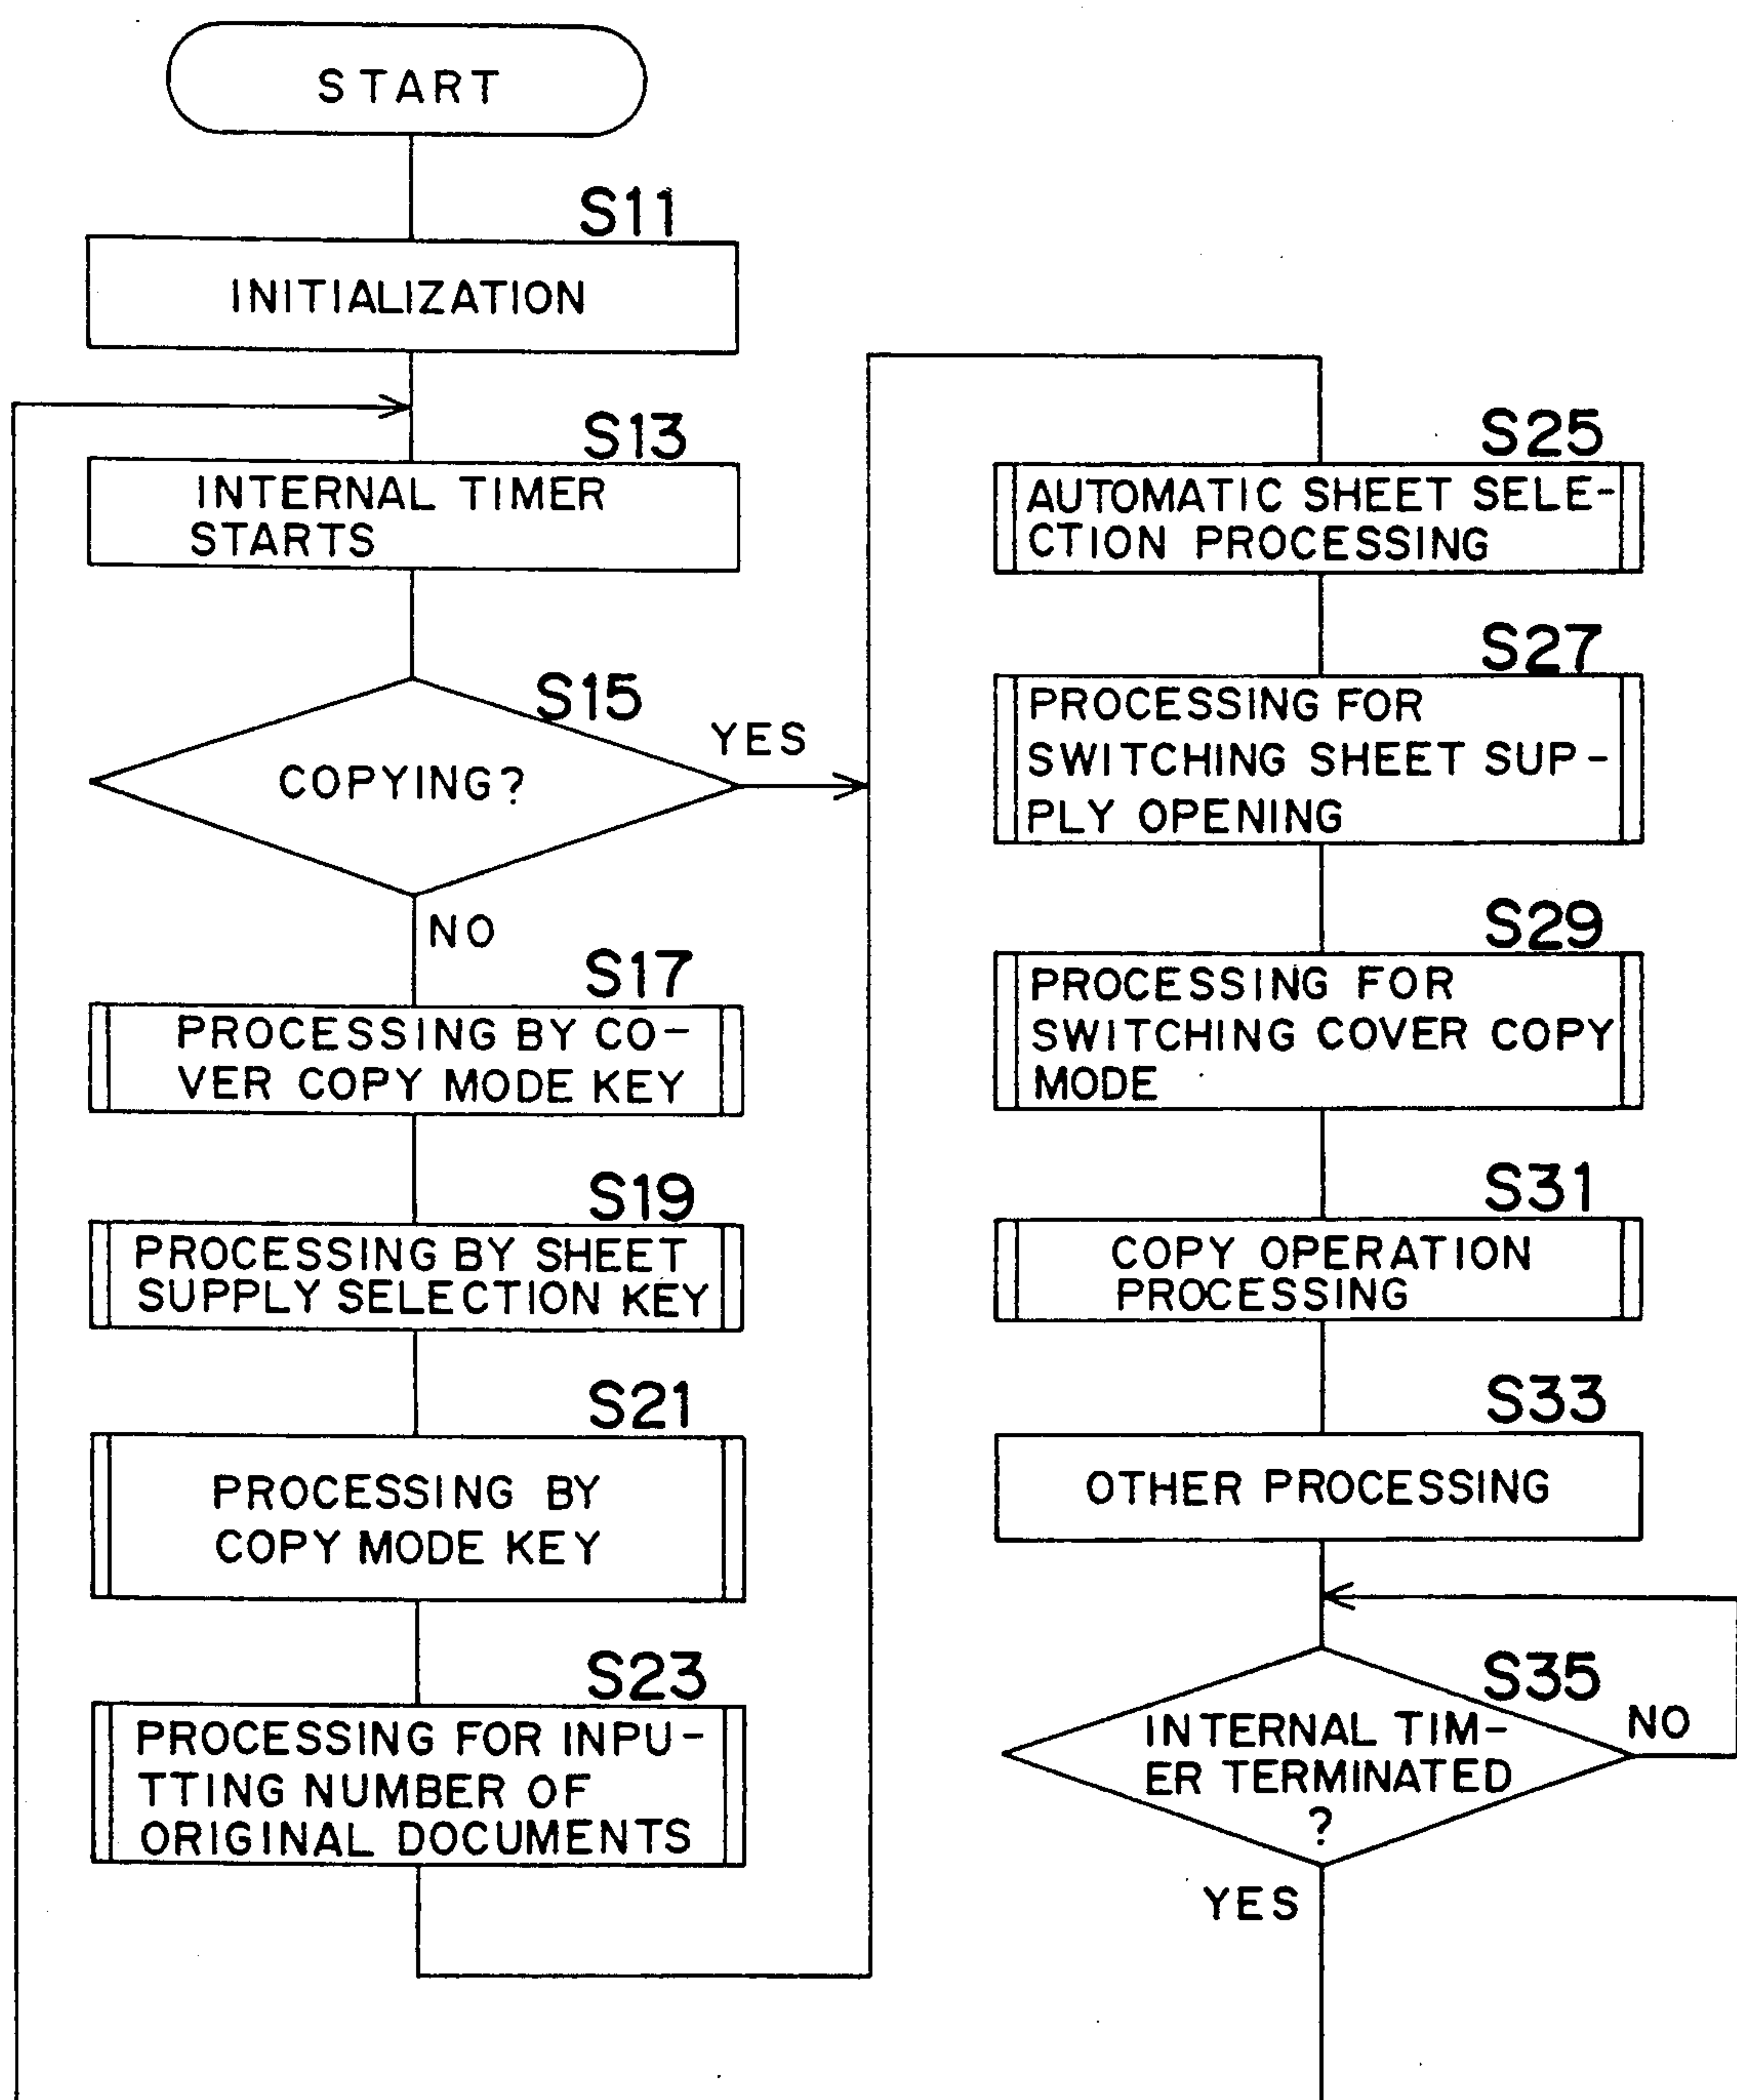 START
S11
INITIALIZATION
S13
INTERNAL TIMER
STARTS
S15
COPYING?
YES
NO
S17
PROCESSING BY CO-
VER COPY MODE KEY
S19
PROCESSING BY SHEET
SUPPLY SELECTION KEY
S21
PROCESSING BY
COPY MODE KEY
S23
PROCESSING FOR INPU-
TTING NUMBER OF
ORIGINAL DOCUMENTS
S25
AUTOMATIC SHEET SELE-
CTION PROCESSING
S27
PROCESSING FOR
SWITCHING SHEET SUP-
PLY OPENING
S29
PROCESSING FOR
SWITCHING COVER COPY
MODE
S31
COPY OPERATION
PROCESSING
S33
OTHER PROCESSING
S35
INTERNAL TIM-
ER TERMINATED
?
NO
YES